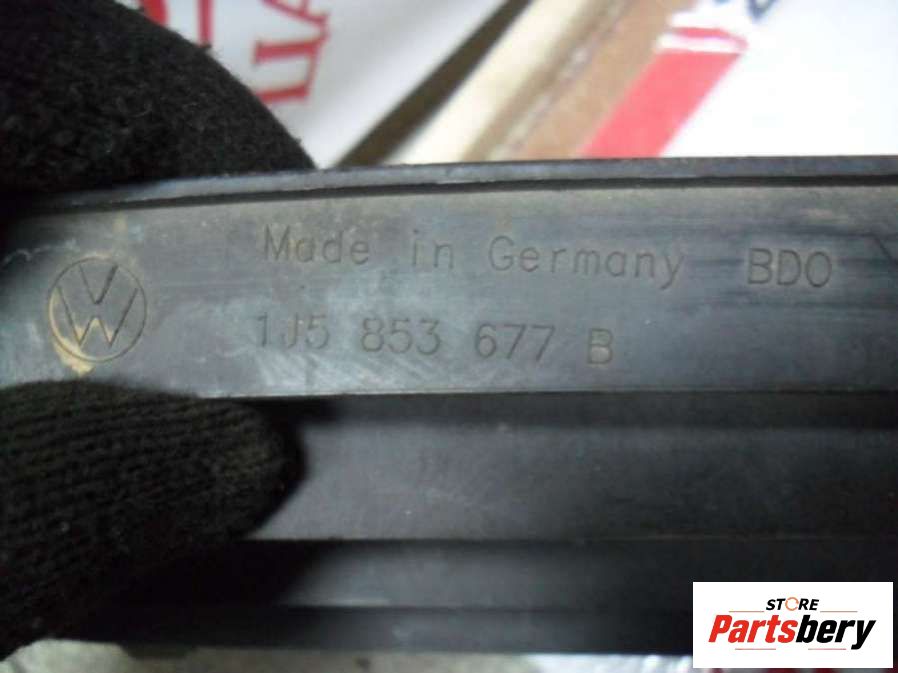 Made in Germany BDO
1J5 853 677 B
STORE
Partsbery